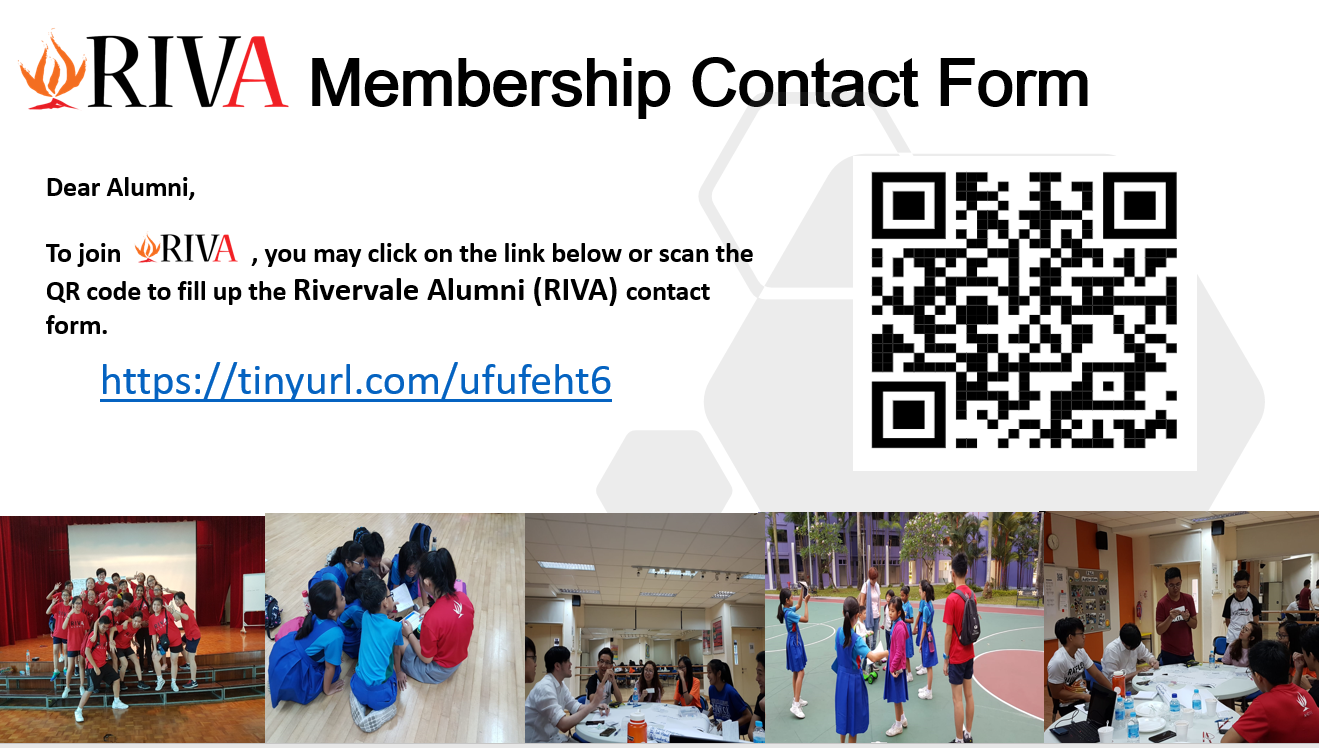 RIVA Membership Contact Form
Dear Alumni,
To join RIVA , you may click on the link below or scan the
QR code to fill up the Rivervale Alumni (RIVA) contact
form.
https://tinyurl.com/ufufeht6